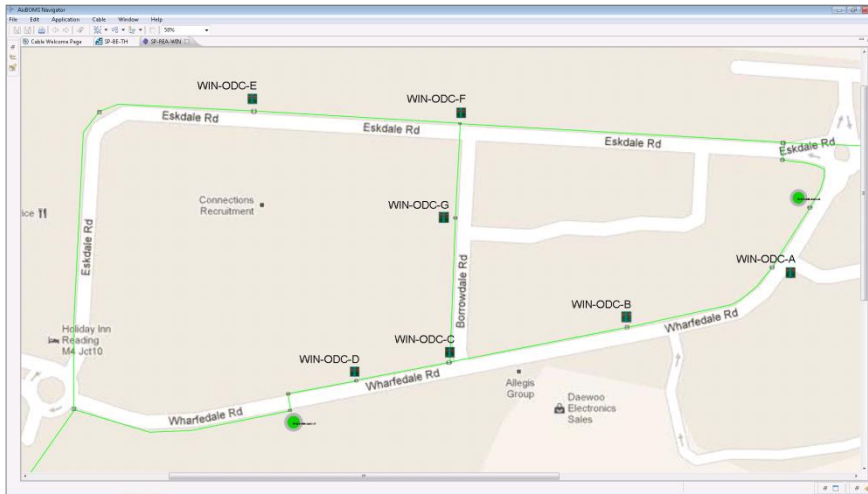 AixBOMS Navigator
File Edit Application Cable Window Help
50%
Cable Welcome Page SP-BE-TH SP-REA-WIN
WIN-ODC-E
WIN-ODC-F
Eskdale Rd
Eskdale Rd
Eskdale Rd
Eskdale Rd
Connections
Recruitment
ice
WIN-ODC-G
Eskdale Rd
Borrowdale Rd
WIN-ODC-A
WIN-ODC-B
Wharfedale Rd
Holiday Inn
Reading
M4 Jct10
WIN-ODC-C
WIN-ODC-D
Wharfedale Rd
Allegis
Group
Daewoo
Electronics
Sales
Wharfedale Rd